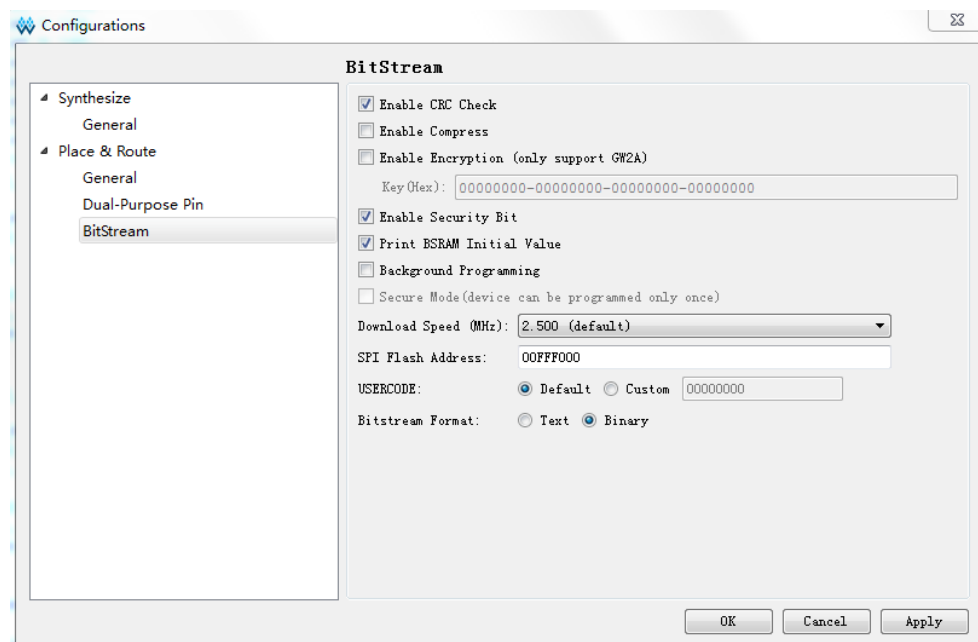 Configurations
BitStream
Synthesize
General
Place & Route
General
Dual-Purpose Pin
BitStream
Enable CRC Check
Enable Compress
Enable Encryption (only support GW2A)
Key(Hex): 00000000-00000000-00000000-00000000
Enable Security Bit
Print BSRAM Initial Value
Background Programming
Secure Mode(device can be programmed only once)
Download Speed (MHz): 2.500 (default)
SPI Flash Address: 00FFF000
USERCODE: Default Custom 00000000
Bitstream Format: Text Binary
OK Cancel Apply